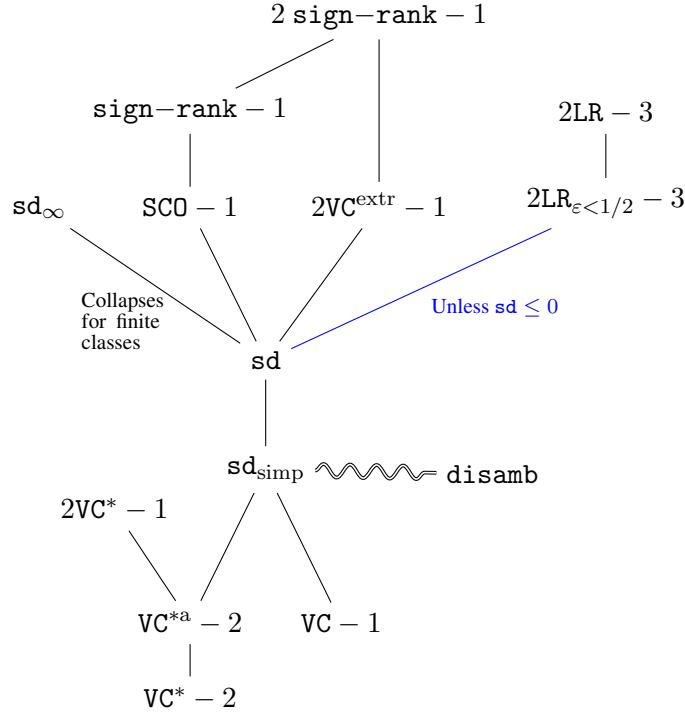 2 sign−rank − 1
sign−rank − 1
2LR − 3
sd∞
SCO − 1
2VC^extr − 1
2LR_ε<1/2 − 3
Collapses
for finite
classes
Unless sd ≤ 0
sd
sd_simp
disamb
2VC* − 1
VC*ᵃ − 2
VC − 1
VC* − 2